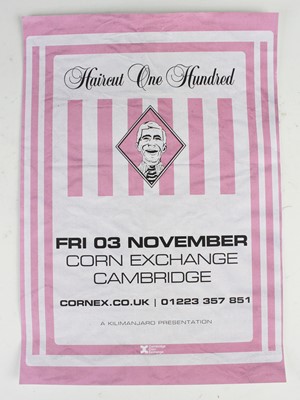 Haircut One Hundred
FRI 03 NOVEMBER
CORN EXCHANGE
CAMBRIDGE
CORNEX.CO.UK | 01223 357 851
A KILIMANJARO PRESENTATION